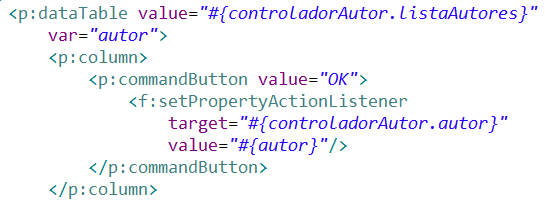 <p:dataTable value="#{controladorAutor.listaAutores}"
var="autor">
<p:column>
<p:commandButton value="OK">
<f:setPropertyActionListener
target="#{controladorAutor.autor}"
value="#{autor}"/>
</p:commandButton>
</p:column>